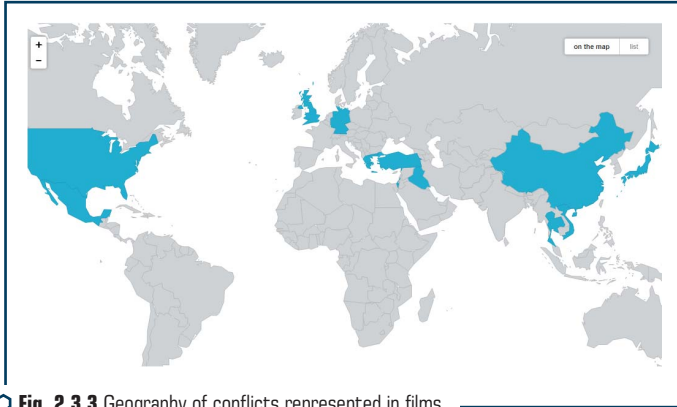 +
on the map list
−
Fig. 2.3.3 Geography of conflicts represented in films